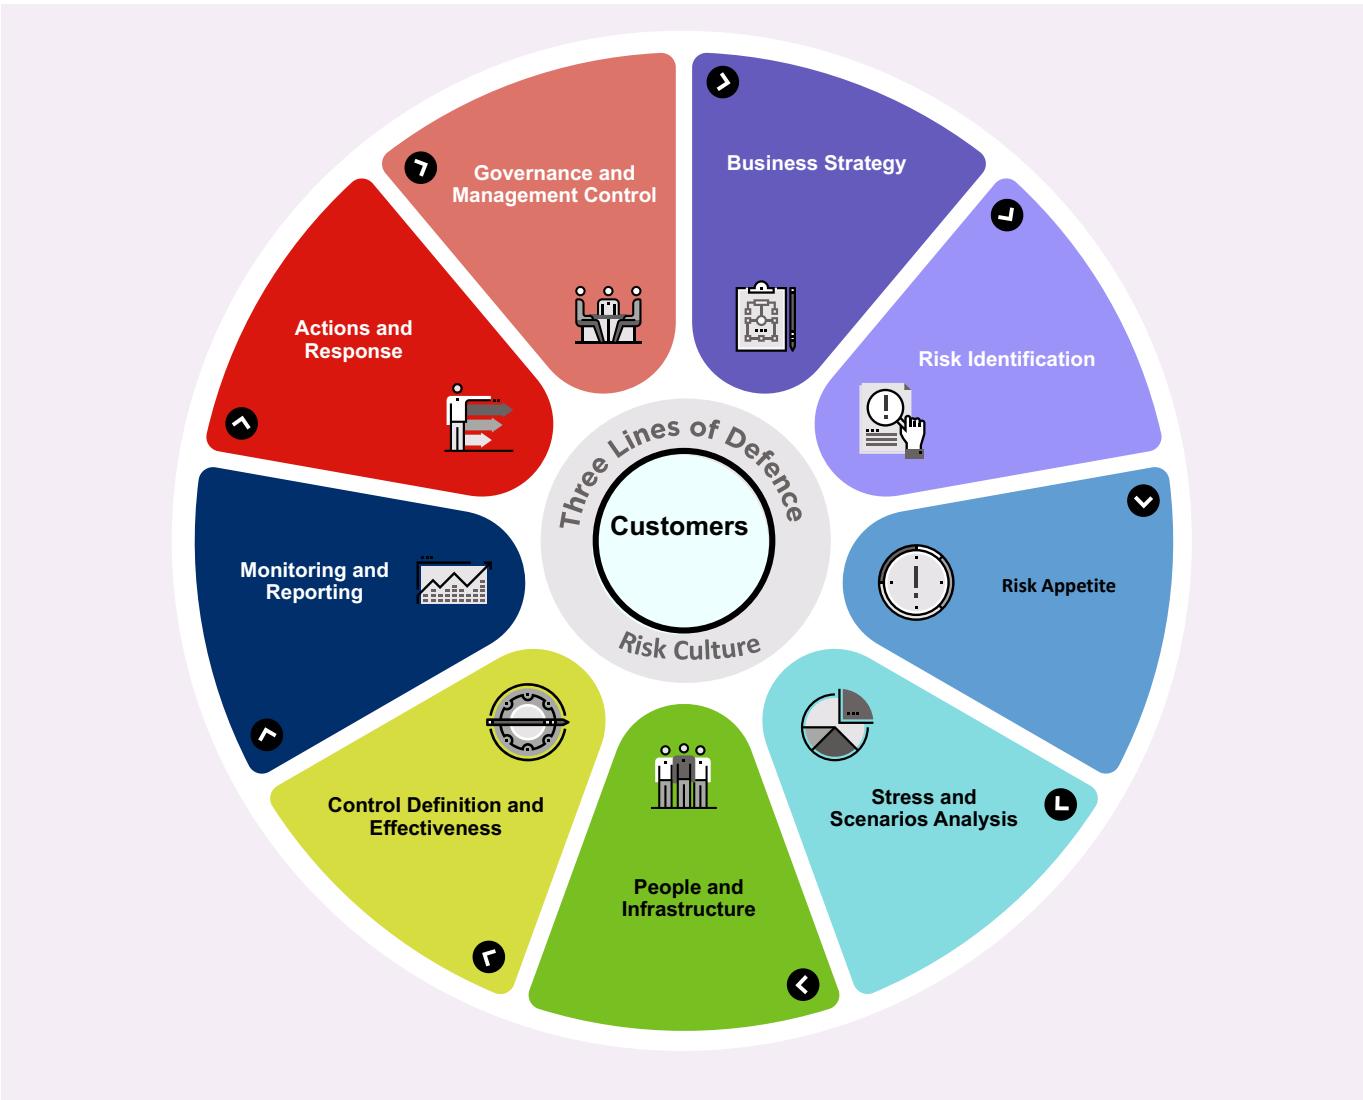 Business Strategy
Risk Identification
Risk Appetite
Stress and
Scenarios Analysis
People and
Infrastructure
Control Definition and
Effectiveness
Monitoring and
Reporting
Actions and
Response
Governance and
Management Control
Three Lines of Defence
Customers
Risk Culture